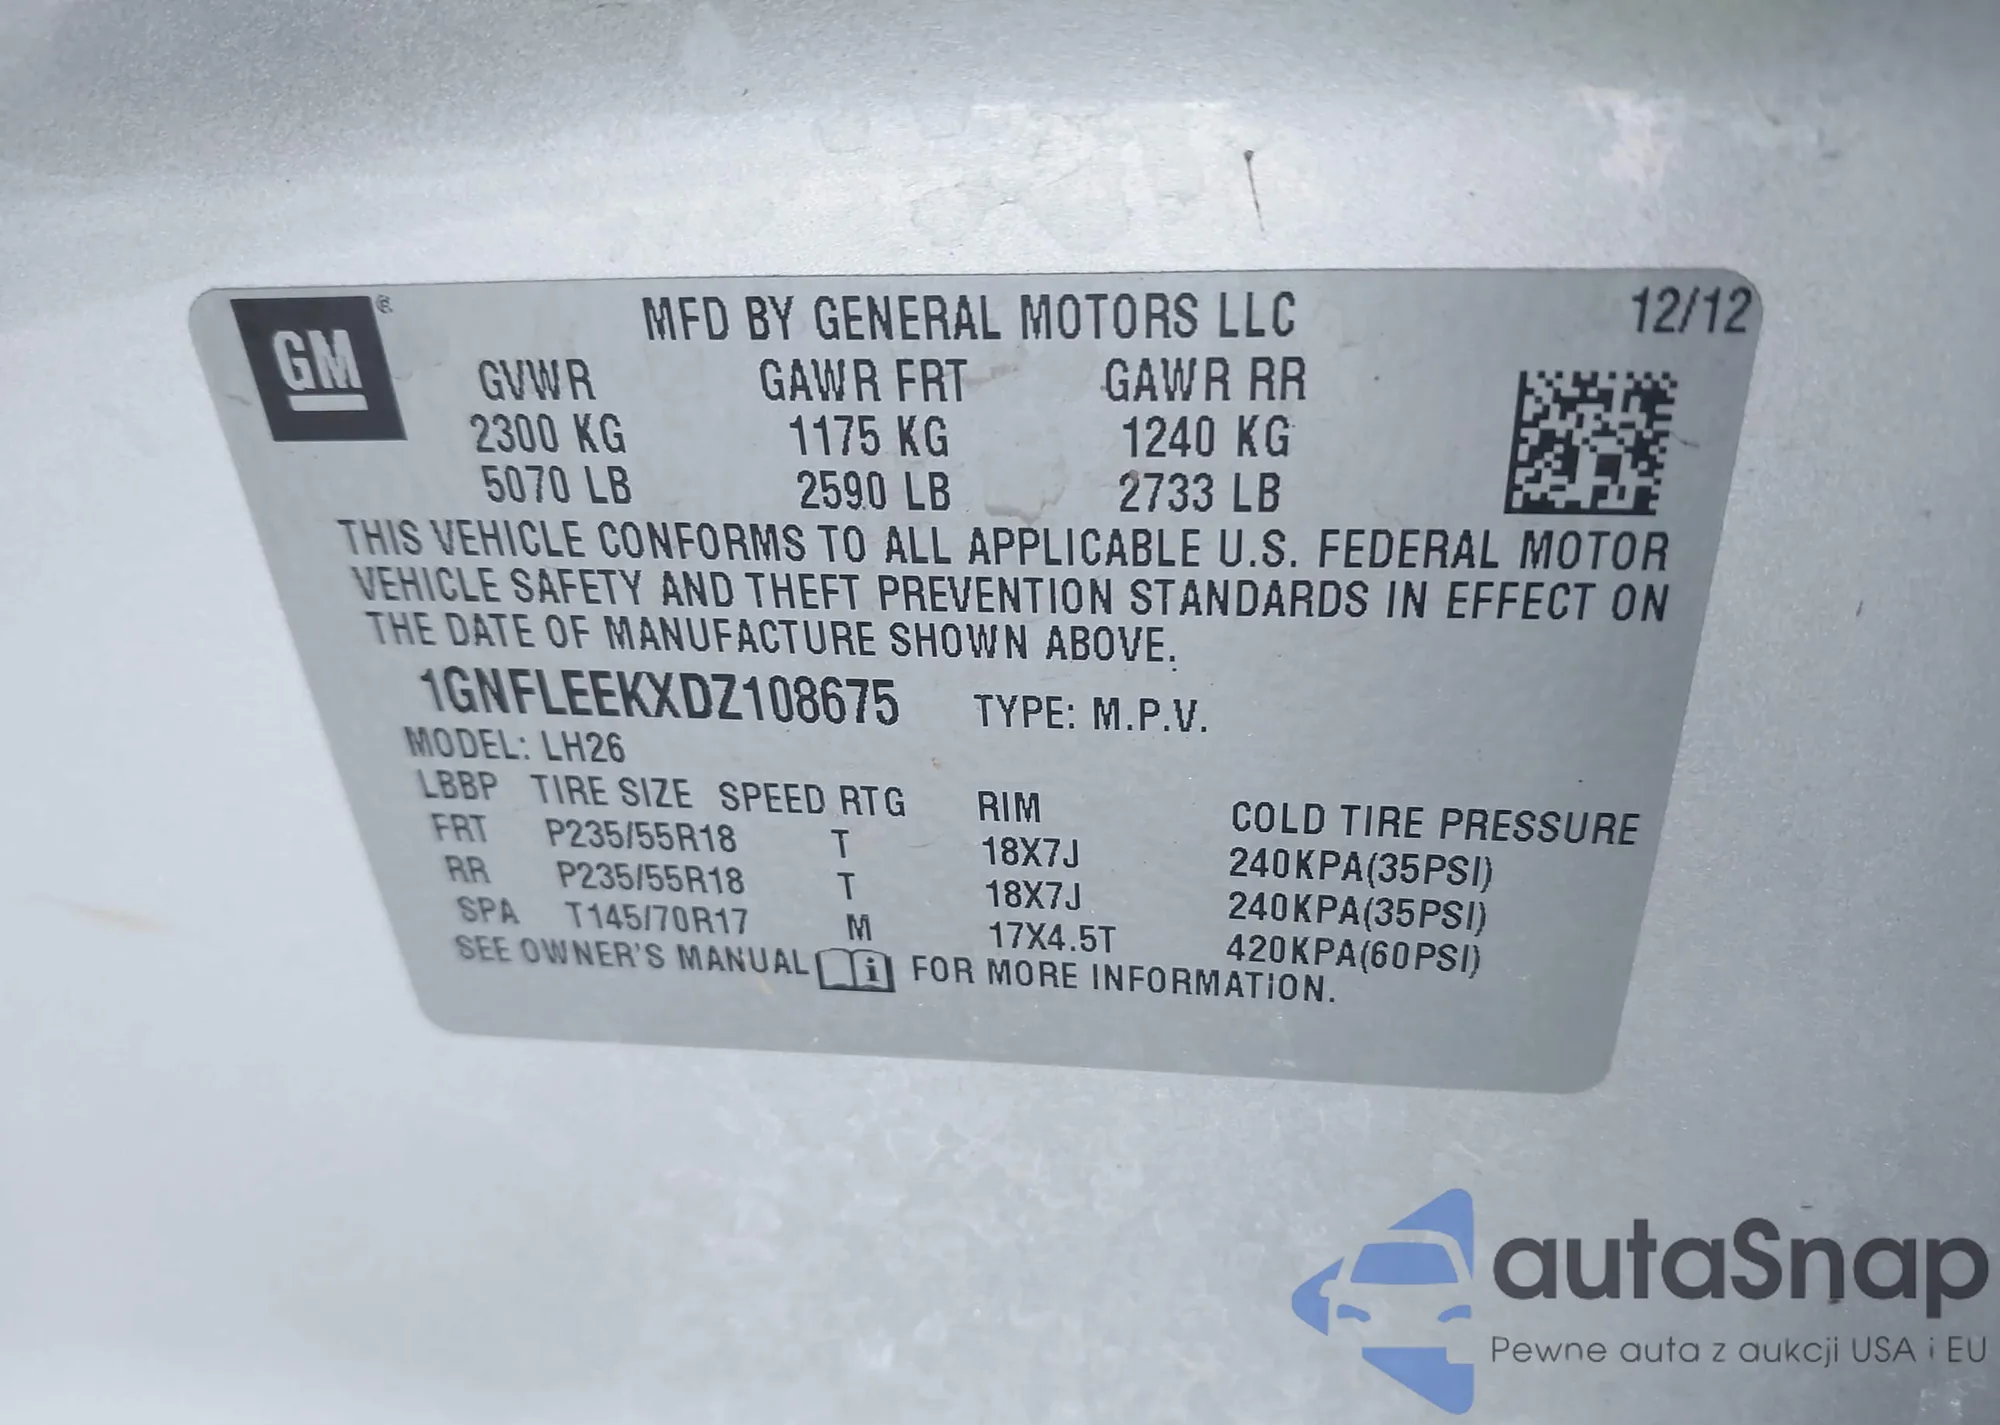 GM ®
MFD BY GENERAL MOTORS LLC 12/12
GVWR GAWR FRT GAWR RR
2300 KG 1175 KG 1240 KG
5070 LB 2590 LB 2733 LB
THIS VEHICLE CONFORMS TO ALL APPLICABLE U.S. FEDERAL MOTOR
VEHICLE SAFETY AND THEFT PREVENTION STANDARDS IN EFFECT ON
THE DATE OF MANUFACTURE SHOWN ABOVE.
1GNFLEEKXDZ108675 TYPE: M.P.V.
MODEL: LH26
LBBP TIRE SIZE SPEED RTG RIM COLD TIRE PRESSURE
FRT P235/55R18 T 18X7J 240KPA(35PSI)
RR P235/55R18 T 18X7J 240KPA(35PSI)
SPA T145/70R17 M 17X4.5T 420KPA(60PSI)
SEE OWNER'S MANUAL i FOR MORE INFORMATION.
autaSnap
Pewne auta z aukcji USA i EU